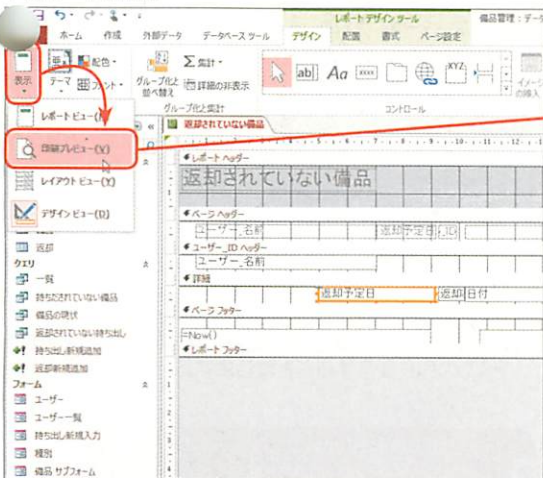 レポート デザイン ツール
備品管理：データ
ホーム 作成 外部データ データベース ツール デザイン 配置 書式 ページ設定
表示
テーマ
配色
フォント
グループ化と
並べ替え
Σ 集計
詳細の非表示
ab|
Aa
xxxx
XYZ
イメージ
の挿入
グループ化と集計
コントロール
レポート ビュー(
印刷プレビュー(V)
レイアウト ビュー(Y)
デザイン ビュー(D)
返却されていない備品
レポート ヘッダー
返却されていない備品
ページ ヘッダー
ユーザー_名前
返却予定日
ユーザー_ID ヘッダー
ユーザー_名前
詳細
返却予定日
返却日付
ページ フッター
=Now()
レポート フッター
返却
クエリ
一覧
持ち出されていない備品
備品の現状
返却されていない持ち出し
持ち出し新規追加
返却新規追加
フォーム
ユーザー
ユーザー一覧
持ち出し新規入力
種別
備品 サブフォーム